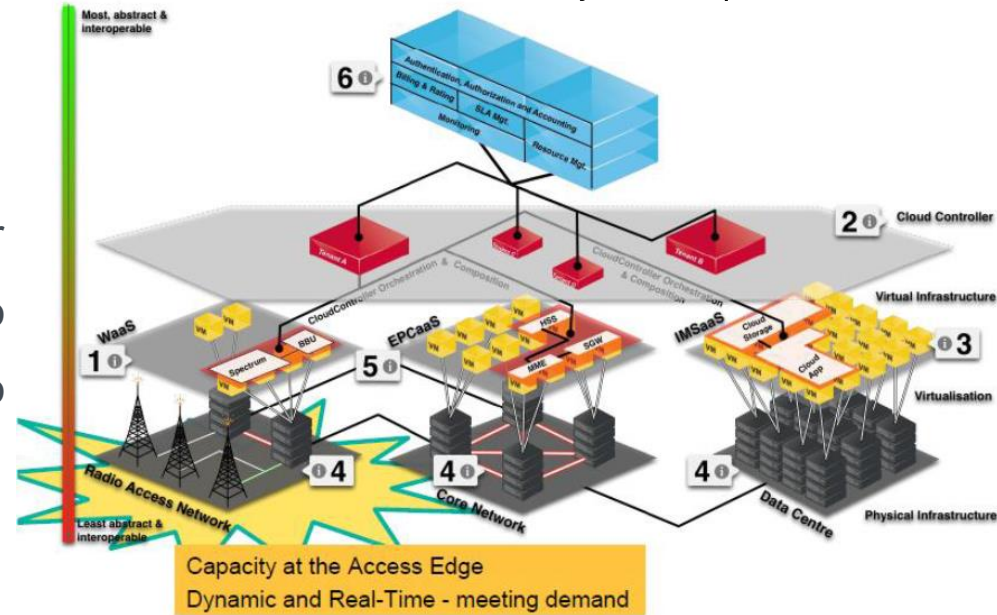 Most, abstract &
interoperable
6
Authentication, Authorization and Accounting
Billing & Rating
SLA Mgt.
Monitoring
Resource Mgt.
2
Cloud Controller
Tenant A
Tenant B
CloudController Orchestration & Composition
CloudController Orchestration
& Composition
Virtual Infrastructure
WaaS
EPCaaS
IMSaaS
VM
VM
BBU
Spectrum
HSS
SGW
MME
Cloud
Storage
Cloud
App
1
5
3
Virtualisation
4
4
4
Radio Access Network
Core Network
Data Centre
Least abstract &
interoperable
Physical Infrastructure
Capacity at the Access Edge
Dynamic and Real-Time - meeting demand